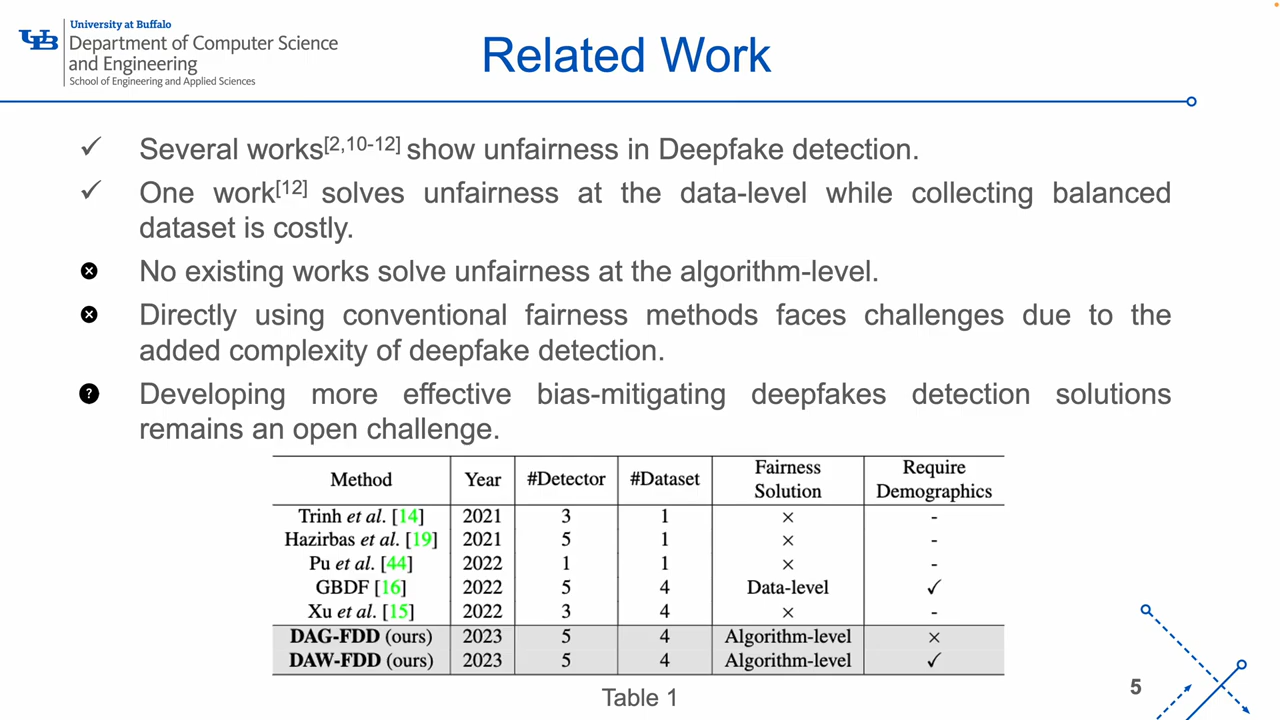 University at Buffalo
Department of Computer Science
and Engineering
School of Engineering and Applied Sciences
Related Work
✓ Several works[2,10-12] show unfairness in Deepfake detection.
✓ One work[12] solves unfairness at the data-level while collecting balanced
dataset is costly.
No existing works solve unfairness at the algorithm-level.
Directly using conventional fairness methods faces challenges due to the
added complexity of deepfake detection.
? Developing more effective bias-mitigating deepfakes detection solutions
remains an open challenge.
Method Year #Detector #Dataset Fairness Solution Require Demographics
Trinh et al. [14] 2021 3 1 × -
Hazirbas et al. [19] 2021 5 1 × -
Pu et al. [44] 2022 1 1 × -
GBDF [16] 2022 5 4 Data-level ✓
Xu et al. [15] 2022 3 4 × -
DAG-FDD (ours) 2023 5 4 Algorithm-level ×
DAW-FDD (ours) 2023 5 4 Algorithm-level ✓
Table 1
5